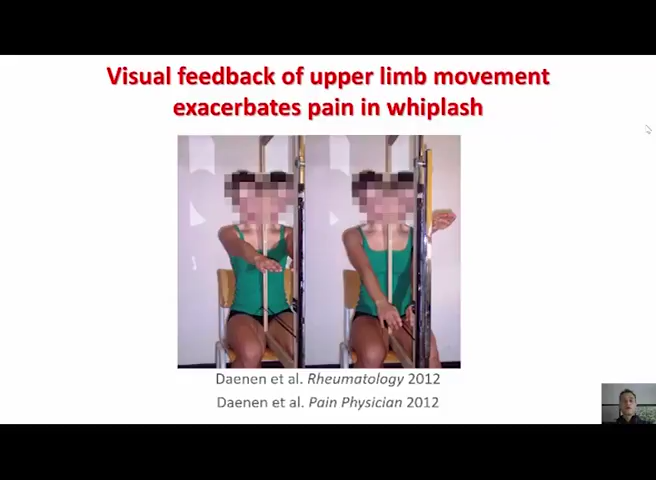 Visual feedback of upper limb movement
exacerbates pain in whiplash
Daenen et al. Rheumatology 2012
Daenen et al. Pain Physician 2012